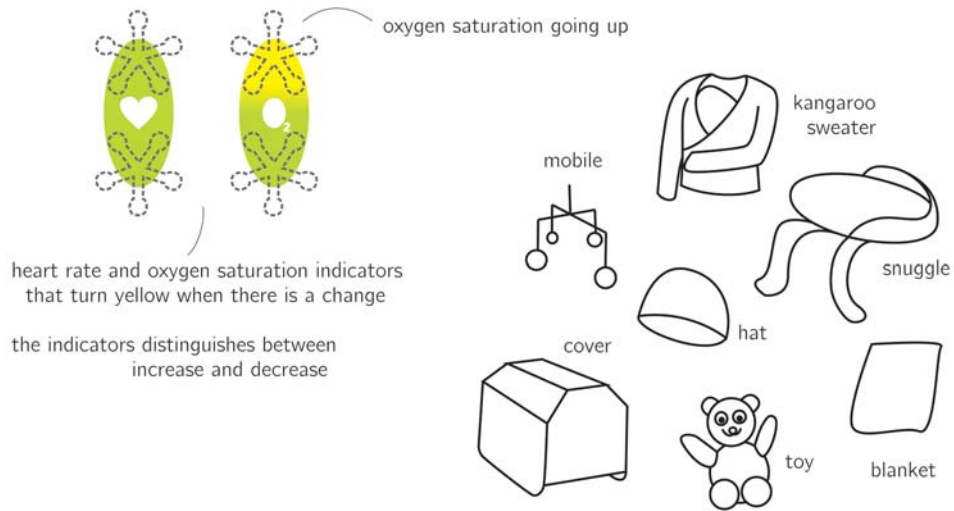 oxygen saturation going up
2
heart rate and oxygen saturation indicators
that turn yellow when there is a change
the indicators distinguishes between
increase and decrease
kangaroo
sweater
mobile
snuggle
hat
cover
toy
blanket